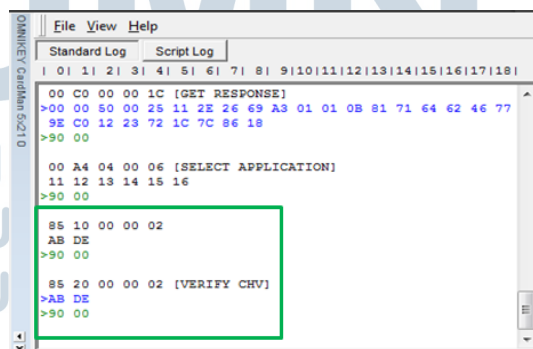 OMNIKEY CardMan 5x21 0
File View Help
Standard Log Script Log
| 0| 1| 2| 3| 4| 5| 6| 7| 8| 9|10|11|12|13|14|15|16|17|18|
00 C0 00 00 1C [GET RESPONSE]
>00 00 50 00 25 11 2E 26 69 A3 01 01 0B 81 71 64 62 46 77
9E C0 12 23 72 1C 7C 86 18
>90 00
00 A4 04 00 06 [SELECT APPLICATION]
11 12 13 14 15 16
>90 00
85 10 00 00 02
AB DE
>90 00
85 20 00 00 02 [VERIFY CHV]
>AB DE
>90 00